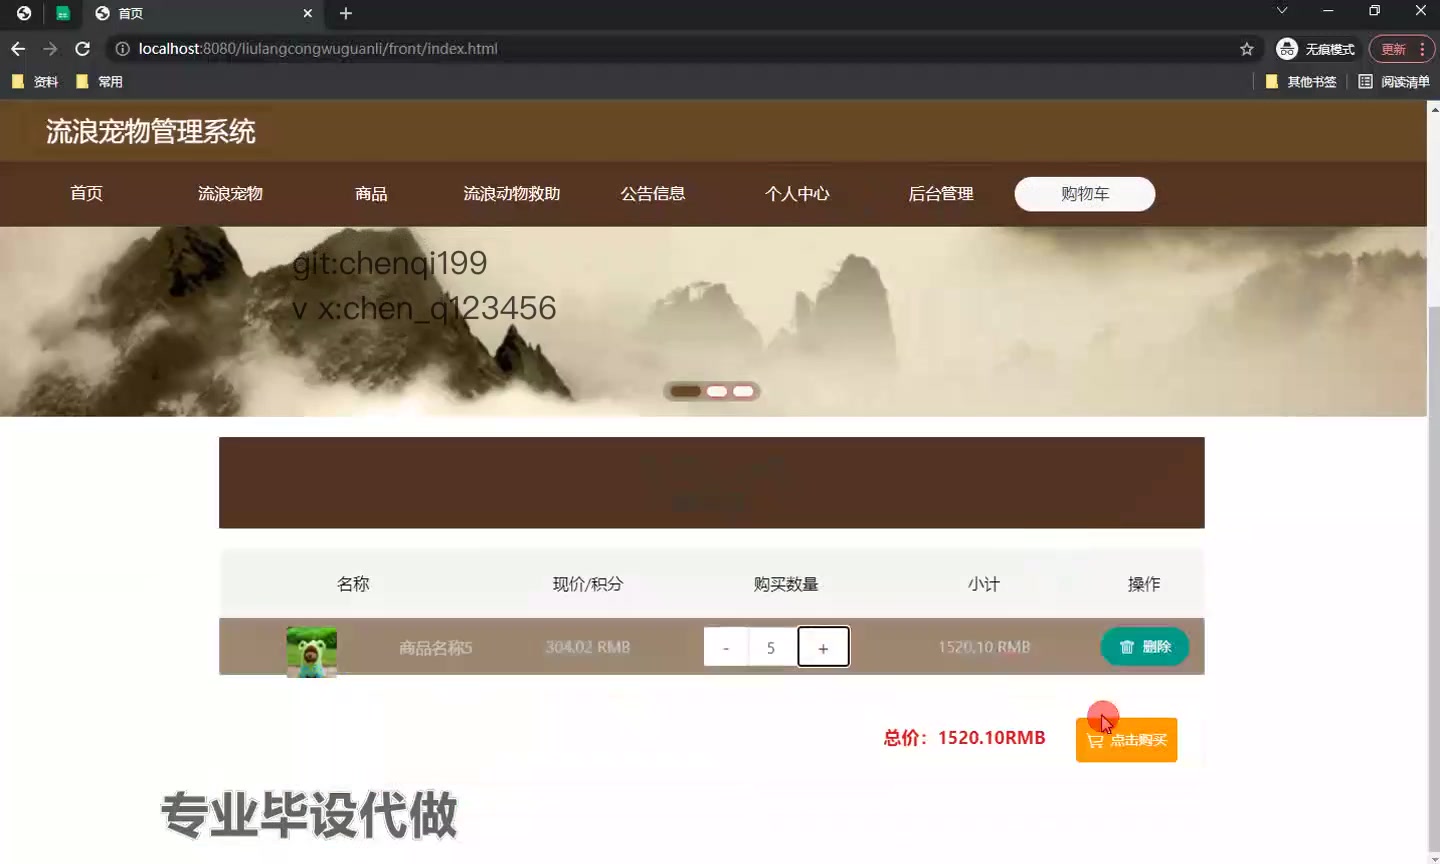 首页
localhost:8080/liulangcongwuguanli/front/index.html
无痕模式
更新
资料
常用
其他书签
阅读清单
流浪宠物管理系统
首页 流浪宠物 商品 流浪动物救助 公告信息 个人中心 后台管理 购物车
git:chenqi199
v x:chen_q123456
名称 现价/积分 购买数量 小计 操作
商品名称5 304.02 RMB - 5 + 1520.10 RMB 删除
总价：1520.10RMB 点击购买
专业毕设代做